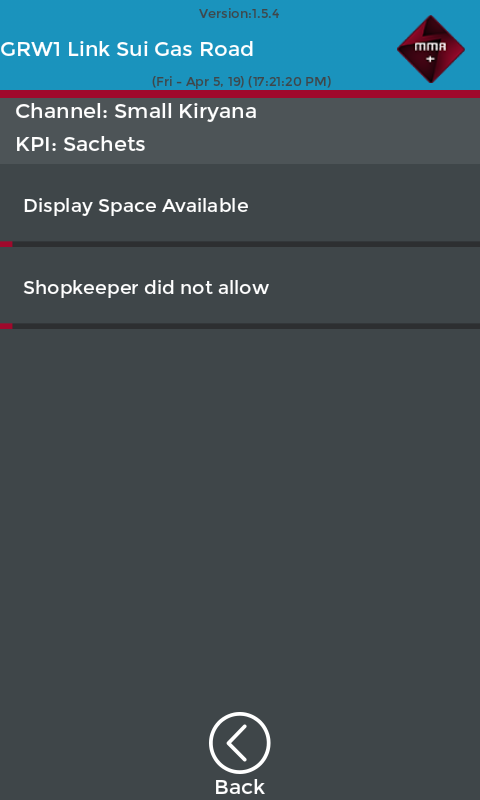 Version:1.5.4
GRW1 Link Sui Gas Road
MMA
+
(Fri - Apr 5, 19) (17:21:20 PM)
Channel: Small Kiryana
KPI: Sachets
Display Space Available
Shopkeeper did not allow
Back